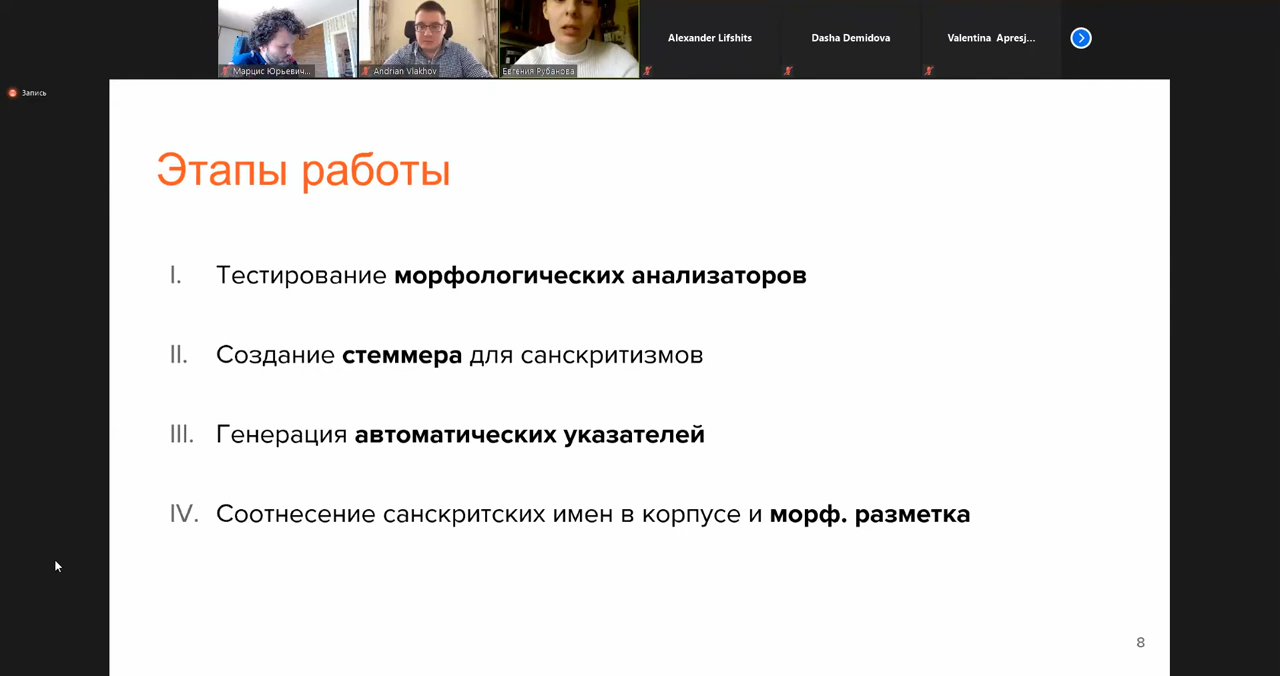 Марцис Юрьевич...
Andrian Vlakhov
Евгения Рубанова
Alexander Lifshits
Dasha Demidova
Valentina Apresj...
Запись
Этапы работы
I. Тестирование морфологических анализаторов
II. Создание стеммера для санскритизмов
III. Генерация автоматических указателей
IV. Соотнесение санскритских имен в корпусе и морф. разметка
8